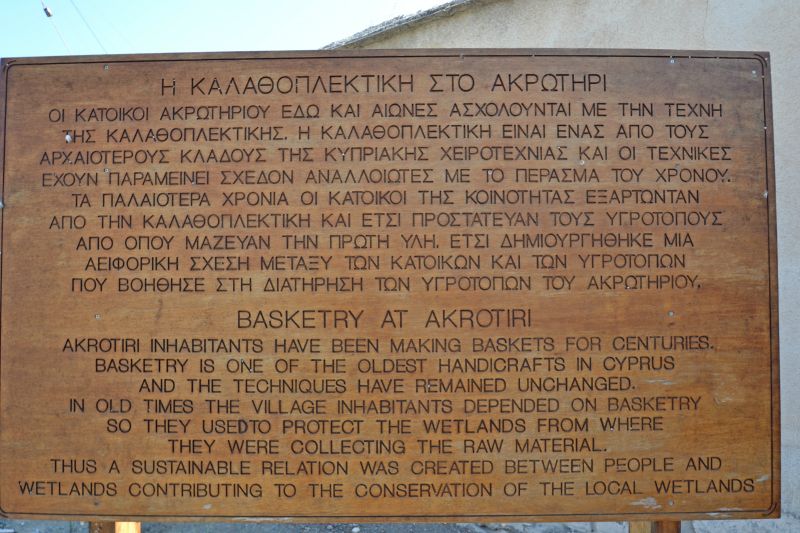 Η ΚΑΛΑΘΟΠΛΕΚΤΙΚΗ ΣΤΟ ΑΚΡΩΤΗΡΙ
ΟΙ ΚΑΤΟΙΚΟΙ ΑΚΡΩΤΗΡΙΟΥ ΕΔΩ ΚΑΙ ΑΙΩΝΕΣ ΑΣΧΟΛΟΥΝΤΑΙ ΜΕ ΤΗΝ ΤΕΧΝΗ
ΤΗΣ ΚΑΛΑΘΟΠΛΕΚΤΙΚΗΣ. Η ΚΑΛΑΘΟΠΛΕΚΤΙΚΗ ΕΙΝΑΙ ΕΝΑΣ ΑΠΟ ΤΟΥΣ
ΑΡΧΑΙΟΤΕΡΟΥΣ ΚΛΑΔΟΥΣ ΤΗΣ ΚΥΠΡΙΑΚΗΣ ΧΕΙΡΟΤΕΧΝΙΑΣ ΚΑΙ ΟΙ ΤΕΧΝΙΚΕΣ
ΕΧΟΥΝ ΠΑΡΑΜΕΙΝΕΙ ΣΧΕΔΟΝ ΑΝΑΛΛΟΙΩΤΕΣ ΜΕ ΤΟ ΠΕΡΑΣΜΑ ΤΟΥ ΧΡΟΝΟΥ.
ΤΑ ΠΑΛΑΙΟΤΕΡΑ ΧΡΟΝΙΑ ΟΙ ΚΑΤΟΙΚΟΙ ΤΗΣ ΚΟΙΝΟΤΗΤΑΣ ΕΞΑΡΤΩΝΤΑΝ
ΑΠΟ ΤΗΝ ΚΑΛΑΘΟΠΛΕΚΤΙΚΗ ΚΑΙ ΕΤΣΙ ΠΡΟΣΤΑΤΕΥΑΝ ΤΟΥΣ ΥΓΡΟΤΟΠΟΥΣ
ΑΠΟ ΟΠΟΥ ΜΑΖΕΥΑΝ ΤΗΝ ΠΡΩΤΗ ΥΛΗ. ΕΤΣΙ ΔΗΜΙΟΥΡΓΗΘΗΚΕ ΜΙΑ
ΑΕΙΦΟΡΙΚΗ ΣΧΕΣΗ ΜΕΤΑΞΥ ΤΩΝ ΚΑΤΟΙΚΩΝ ΚΑΙ ΤΩΝ ΥΓΡΟΤΟΠΩΝ
ΠΟΥ ΒΟΗΘΗΣΕ ΣΤΗ ΔΙΑΤΗΡΗΣΗ ΤΩΝ ΥΓΡΟΤΟΠΩΝ ΤΟΥ ΑΚΡΩΤΗΡΙΟΥ.
BASKETRY AT AKROTIRI
AKROTIRI INHABITANTS HAVE BEEN MAKING BASKETS FOR CENTURIES.
BASKETRY IS ONE OF THE OLDEST HANDICRAFTS IN CYPRUS
AND THE TECHNIQUES HAVE REMAINED UNCHANGED.
IN OLD TIMES THE VILLAGE INHABITANTS DEPENDED ON BASKETRY
SO THEY USEDTO PROTECT THE WETLANDS FROM WHERE
THEY WERE COLLECTING THE RAW MATERIAL.
THUS A SUSTAINABLE RELATION WAS CREATED BETWEEN PEOPLE AND
WETLANDS CONTRIBUTING TO THE CONSERVATION OF THE LOCAL WETLANDS